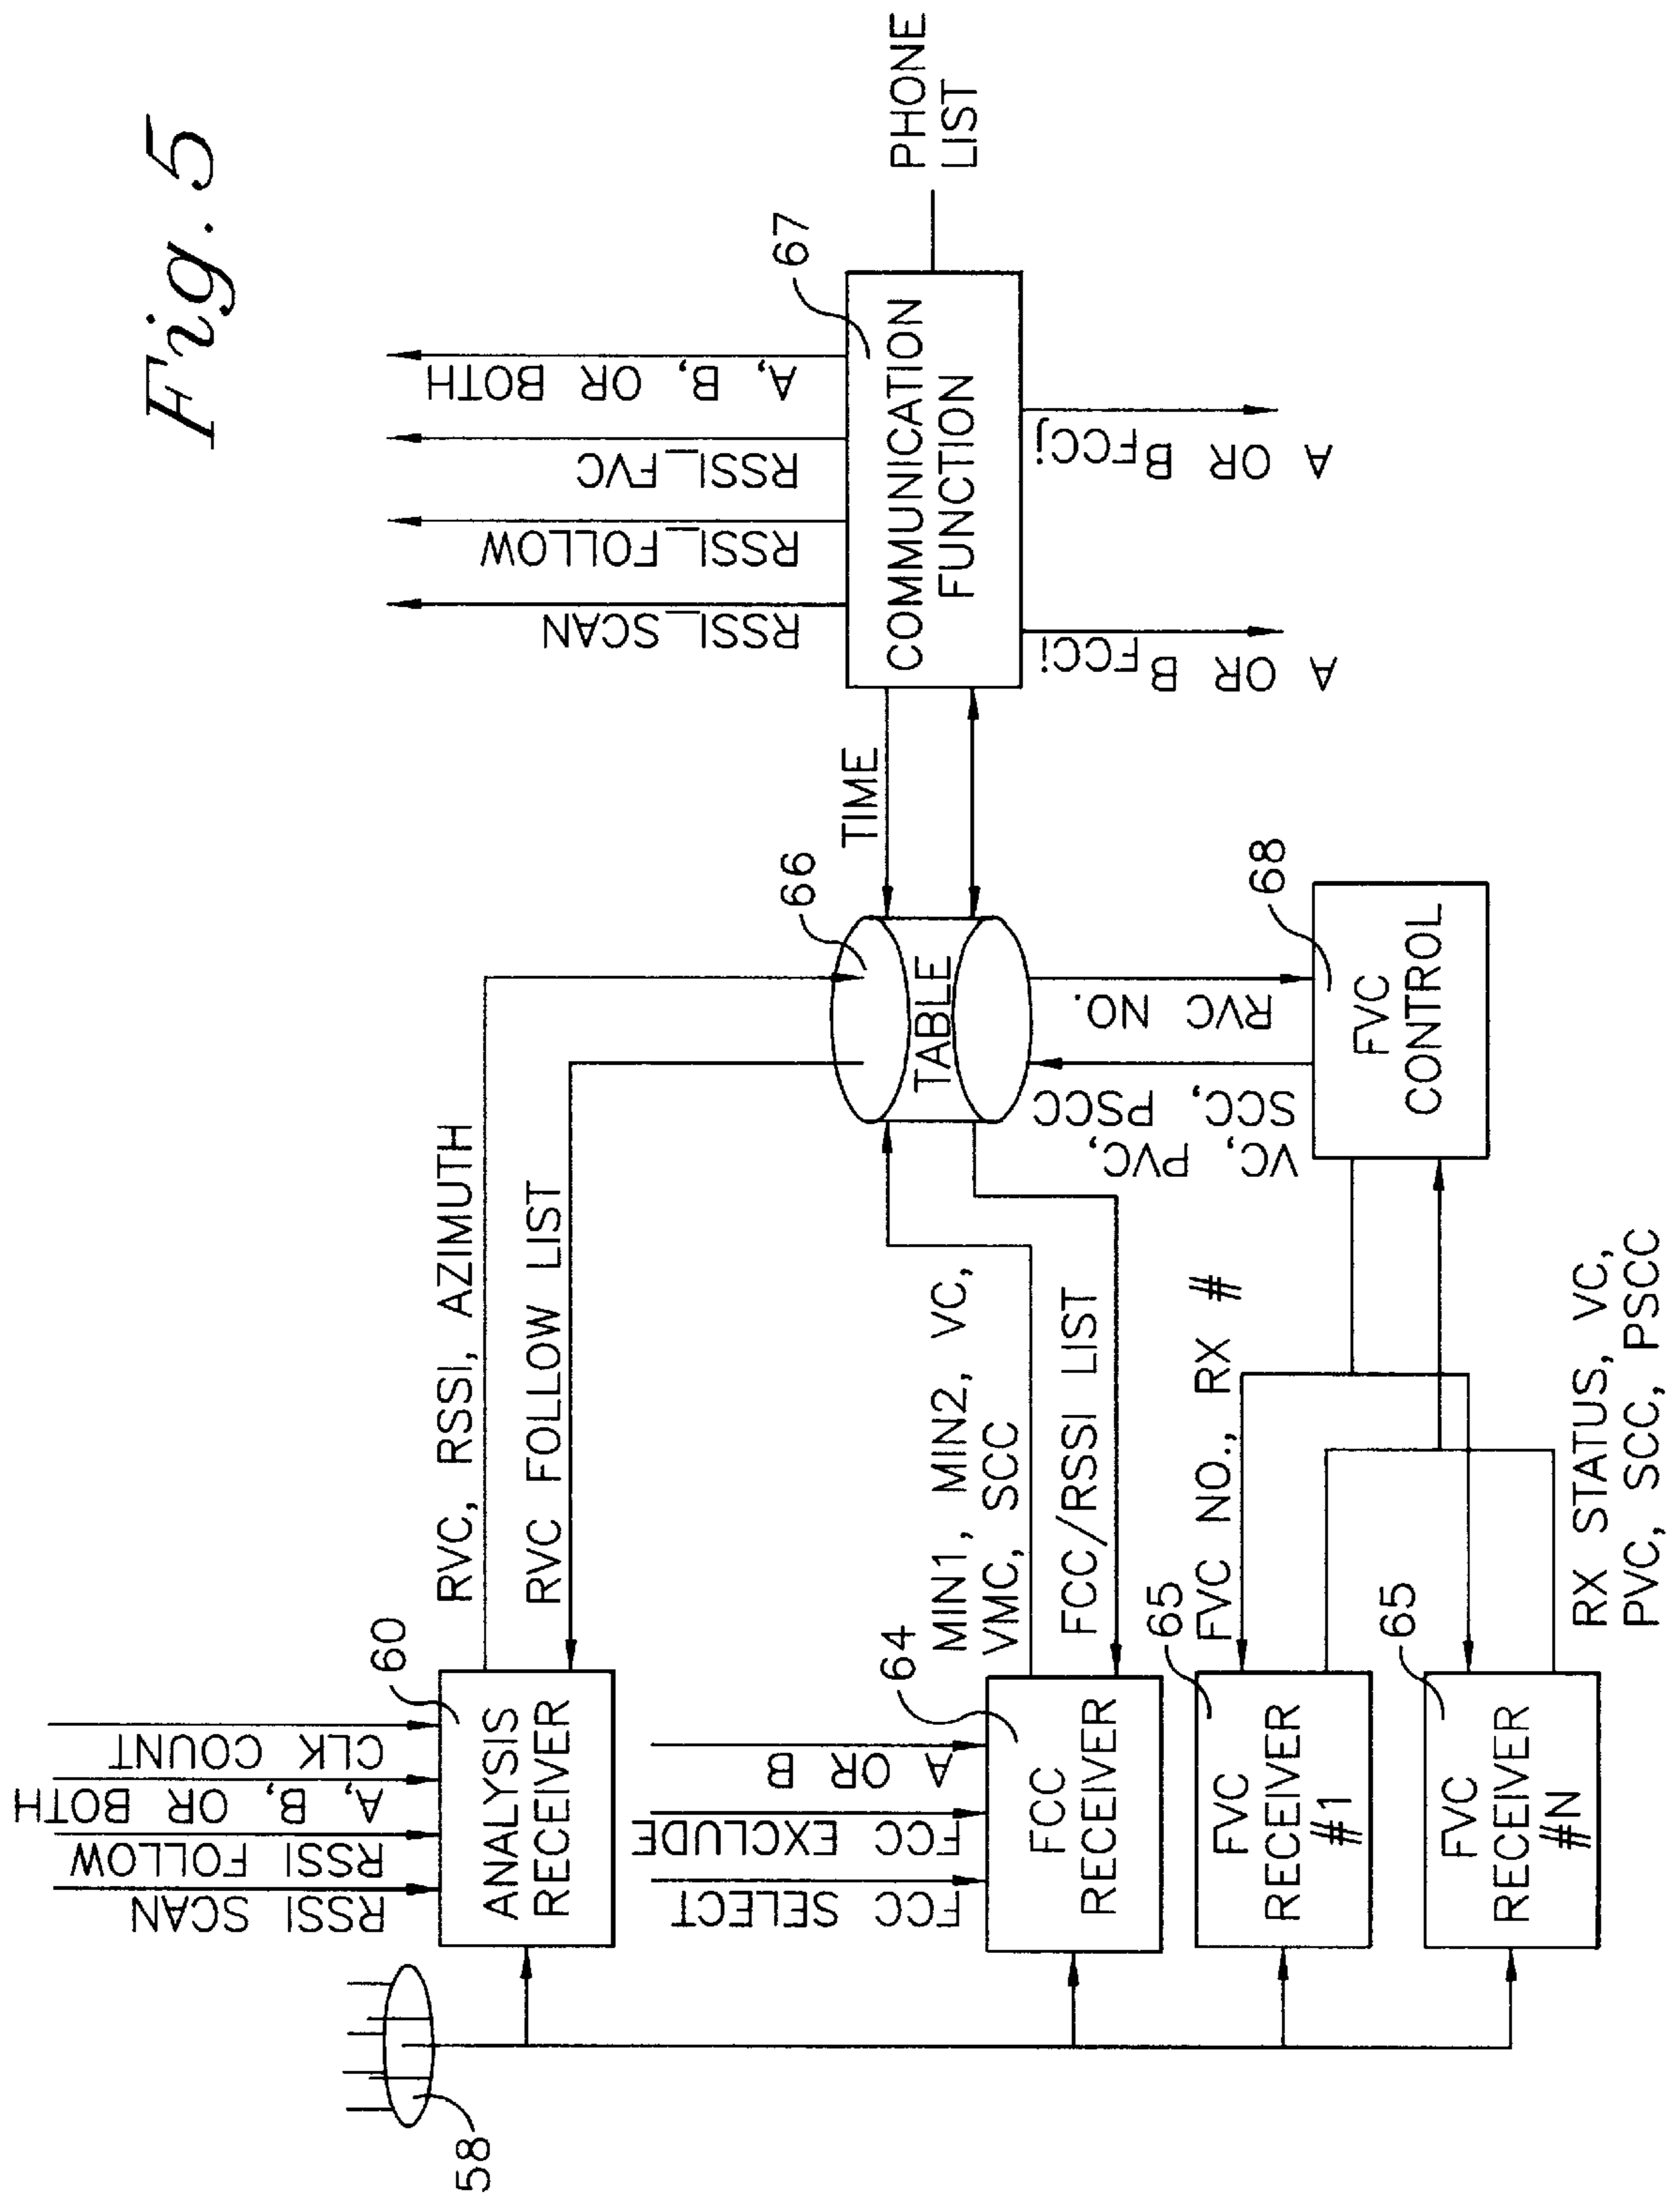 Fig. 5
58
RSSI SCAN
RSSI FOLLOW
A, B, OR BOTH
CLK COUNT
60
ANALYSIS
RECEIVER
RVC, RSSI, AZIMUTH
RVC FOLLOW LIST
FCC SELECT
FCC EXCLUDE
A OR B
64
FCC
RECEIVER
MIN1, MIN2, VC,
VMC, SCC
FCC/RSSI LIST
65
FVC
RECEIVER
#1
FVC NO., RX #
65
FVC
RECEIVER
#N
RX STATUS, VC,
PVC, SCC, PSCC
66
TABLE
TIME
VC, PVC,
SCC, PSCC
RVC NO.
68
FVC
CONTROL
RSSI_SCAN
RSSI_FOLLOW
RSSI_FVC
A, B, OR BOTH
67
COMMUNICATION
FUNCTION
PHONE
LIST
A OR BFCCi
A OR BFCCj